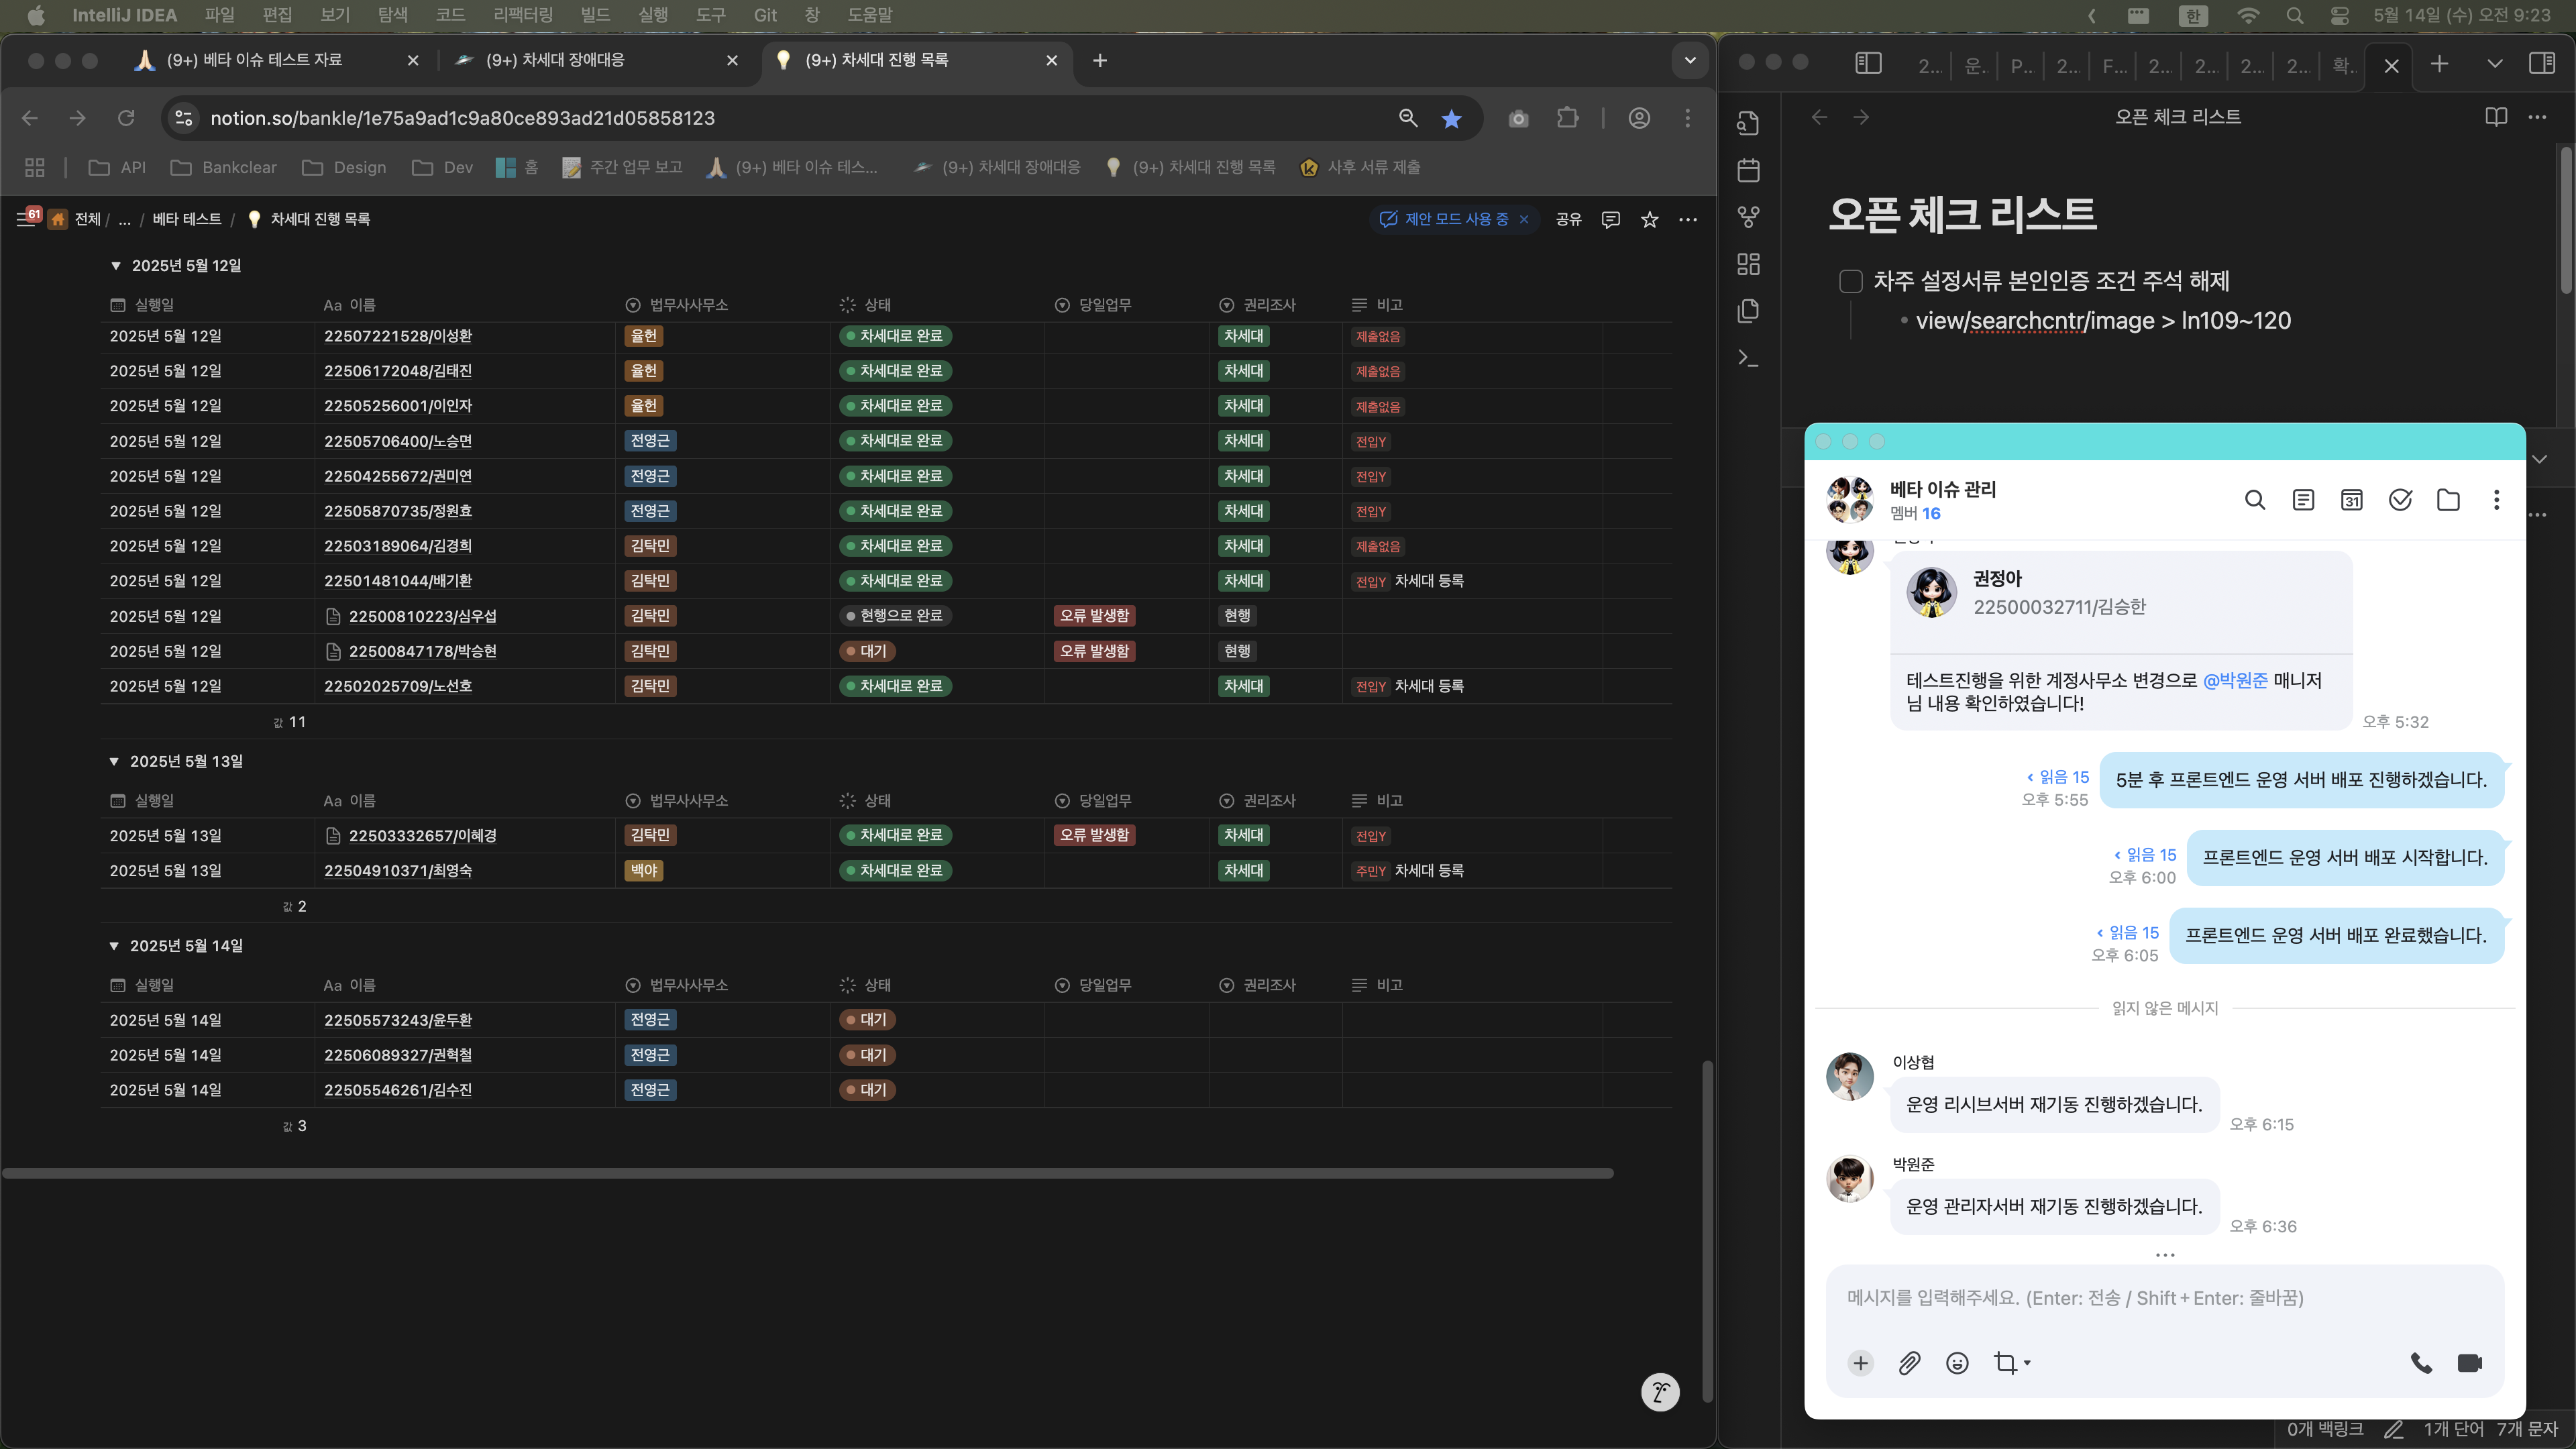 IntelliJ IDEA 파일 편집 보기 탐색 코드 리팩터링 빌드 실행 도구 Git 창 도움말
한 5월 14일 (수) 오전 9:23
(9+) 베타 이슈 테스트 자료
(9+) 차세대 장애대응
(9+) 차세대 진행 목록
notion.so/bankle/1e75a9ad1c9a80ce893ad21d05858123
API Bankclear Design Dev 홈 주간 업무 보고 (9+) 베타 이슈 테스... (9+) 차세대 장애대응 (9+) 차세대 진행 목록 사후 서류 제출
61 전체 / ... / 베타 테스트 / 차세대 진행 목록
제안 모드 사용 중 공유
2025년 5월 12일
실행일 Aa 이름 법무사사무소 상태 당일업무 권리조사 비고
2025년 5월 12일 22507221528/이성환 율헌 차세대로 완료 차세대 제출없음
2025년 5월 12일 22506172048/김태진 율헌 차세대로 완료 차세대 제출없음
2025년 5월 12일 22505256001/이인자 율헌 차세대로 완료 차세대 제출없음
2025년 5월 12일 22505706400/노승면 전영근 차세대로 완료 차세대 전입Y
2025년 5월 12일 22504255672/권미연 전영근 차세대로 완료 차세대 전입Y
2025년 5월 12일 22505870735/정원효 전영근 차세대로 완료 차세대 전입Y
2025년 5월 12일 22503189064/김경희 김탁민 차세대로 완료 차세대 제출없음
2025년 5월 12일 22501481044/배기환 김탁민 차세대로 완료 차세대 전입Y 차세대 등록
2025년 5월 12일 22500810223/심우섭 김탁민 현행으로 완료 오류 발생함 현행
2025년 5월 12일 22500847178/박승현 김탁민 대기 오류 발생함 현행
2025년 5월 12일 22502025709/노선호 김탁민 차세대로 완료 차세대 전입Y 차세대 등록
값 11
2025년 5월 13일
실행일 Aa 이름 법무사사무소 상태 당일업무 권리조사 비고
2025년 5월 13일 22503332657/이혜경 김탁민 차세대로 완료 오류 발생함 차세대 전입Y
2025년 5월 13일 22504910371/최영숙 백야 차세대로 완료 차세대 주민Y 차세대 등록
값 2
2025년 5월 14일
실행일 Aa 이름 법무사사무소 상태 당일업무 권리조사 비고
2025년 5월 14일 22505573243/윤두환 전영근 대기
2025년 5월 14일 22506089327/권혁철 전영근 대기
2025년 5월 14일 22505546261/김수진 전영근 대기
값 3
2... 운. P... 2... F... 2... 2... 2... 2... 확.
오픈 체크 리스트
오픈 체크 리스트
차주 설정서류 본인인증 조건 주석 해제
• view/searchcntr/image > ln109~120
베타 이슈 관리
멤버 16
31
권정아
22500032711/김승한
테스트진행을 위한 계정사무소 변경으로 @박원준 매니저
님 내용 확인하였습니다!
오후 5:32
5분 후 프론트엔드 운영 서버 배포 진행하겠습니다.
읽음 15
오후 5:55
프론트엔드 운영 서버 배포 시작합니다.
읽음 15
오후 6:00
프론트엔드 운영 서버 배포 완료했습니다.
읽음 15
오후 6:05
읽지 않은 메시지
이상협
운영 리시브서버 재기동 진행하겠습니다.
오후 6:15
박원준
운영 관리자서버 재기동 진행하겠습니다.
오후 6:36
메시지를 입력해주세요. (Enter: 전송 / Shift + Enter: 줄바꿈)
0개 백링크 1개 단어 7개 문자